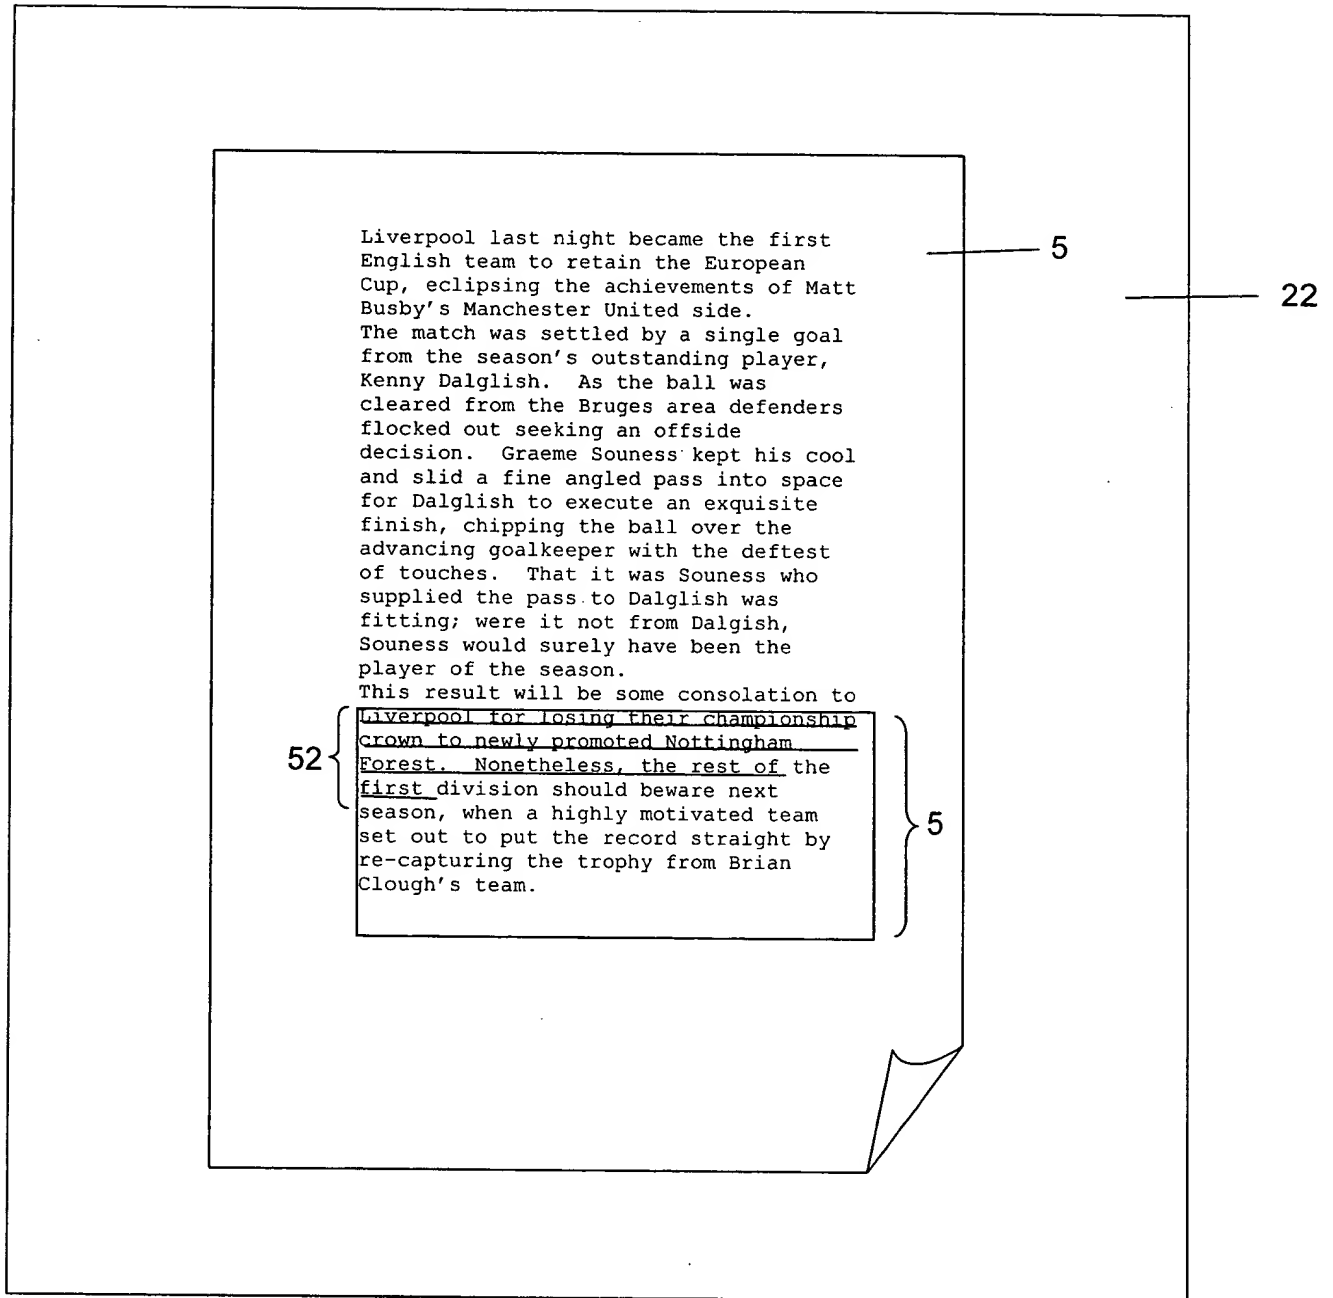 Liverpool last night became the first
English team to retain the European
Cup, eclipsing the achievements of Matt
Busby's Manchester United side.
The match was settled by a single goal
from the season's outstanding player,
Kenny Dalglish.  As the ball was
cleared from the Bruges area defenders
flocked out seeking an offside
decision.  Graeme Souness kept his cool
and slid a fine angled pass into space
for Dalglish to execute an exquisite
finish, chipping the ball over the
advancing goalkeeper with the deftest
of touches.  That it was Souness who
supplied the pass to Dalglish was
fitting; were it not from Dalgish,
Souness would surely have been the
player of the season.
This result will be some consolation to
Liverpool for losing their championship
crown to newly promoted Nottingham
Forest.  Nonetheless, the rest of the
first division should beware next
season, when a highly motivated team
set out to put the record straight by
re-capturing the trophy from Brian
Clough's team.
5
22
52
5